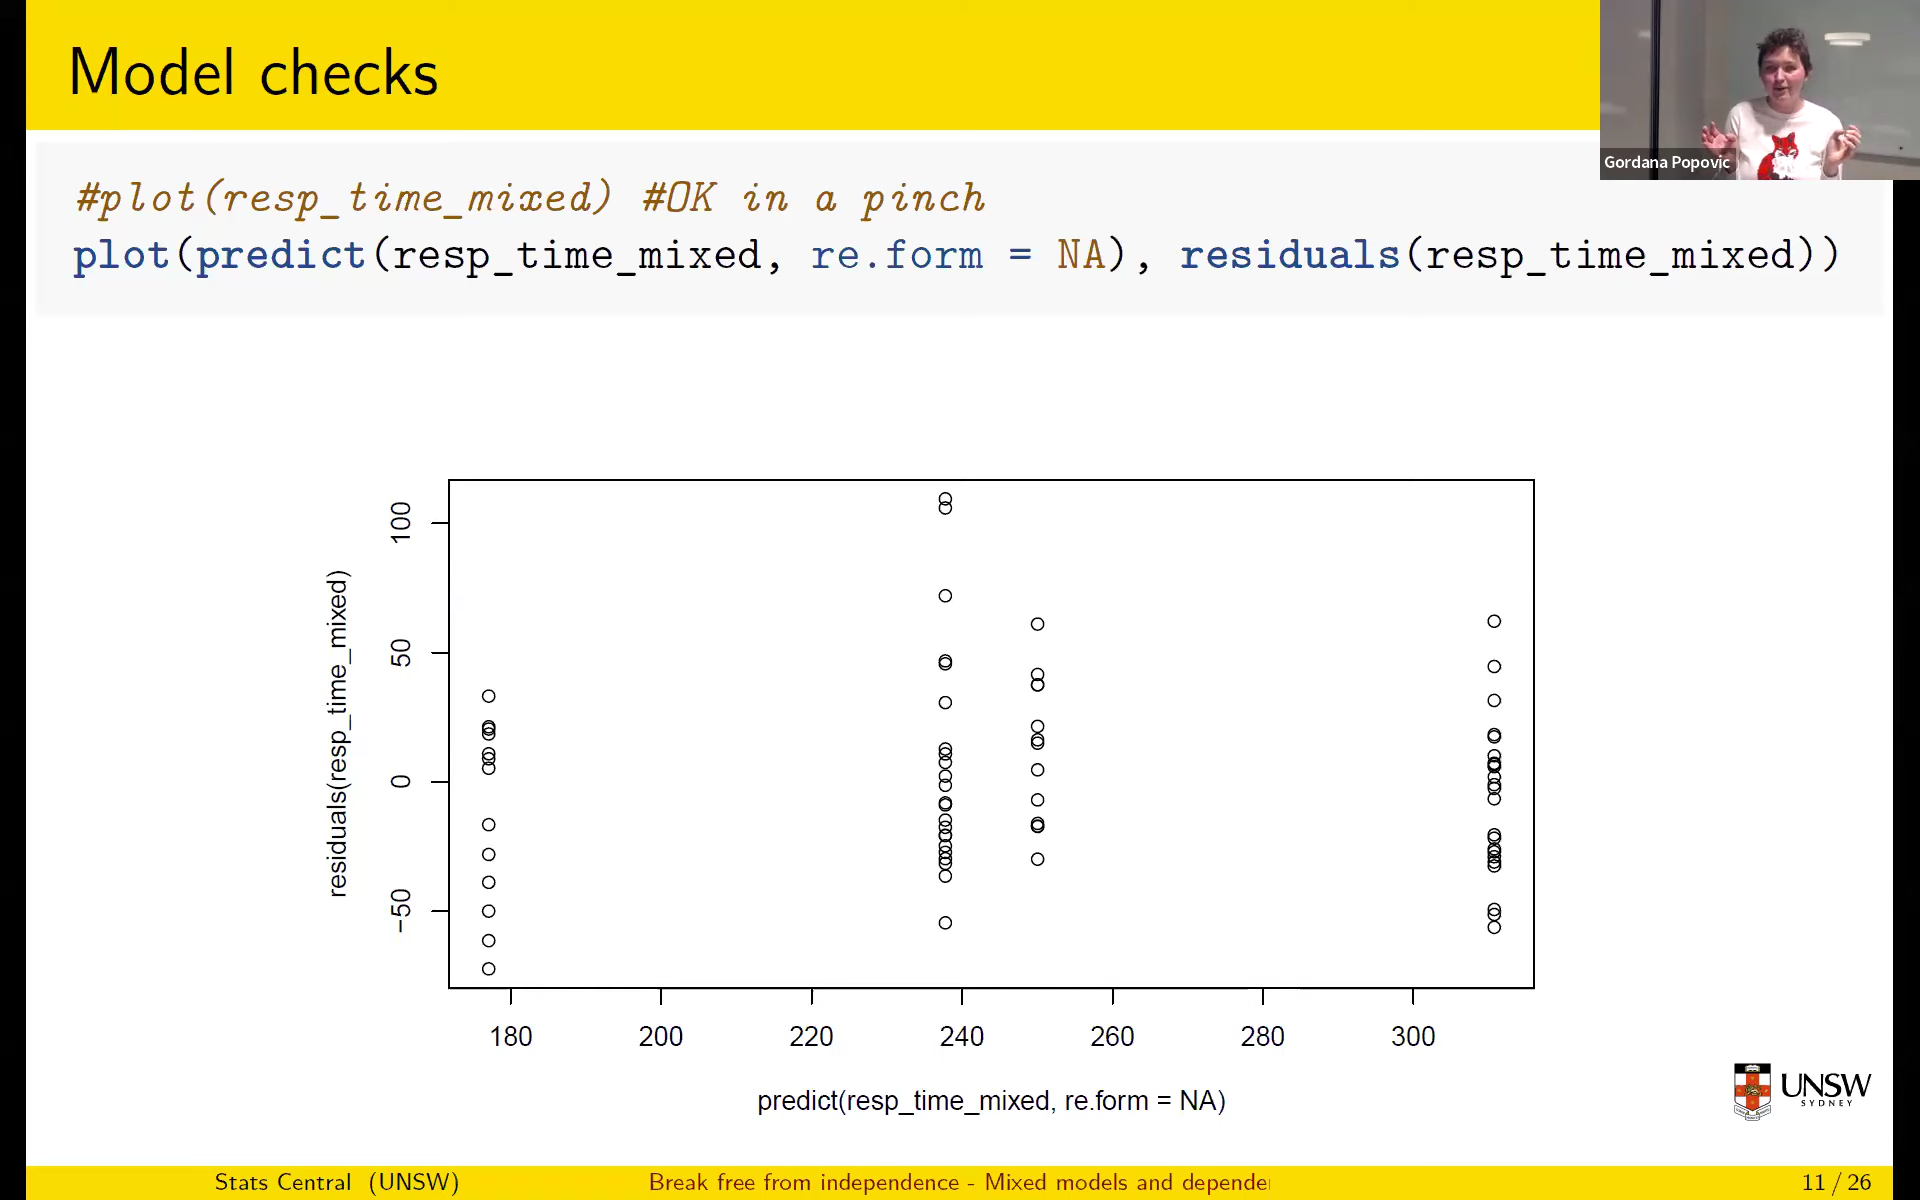 Model checks
Gordana Popovic
#plot(resp_time_mixed) #OK in a pinch
plot(predict(resp_time_mixed, re.form = NA), residuals(resp_time_mixed))
100
50
0
−50
residuals(resp_time_mixed)
180 200 220 240 260 280 300
predict(resp_time_mixed, re.form = NA)
UNSW
SYDNEY
Stats Central (UNSW)
Break free from independence - Mixed models and depende
11 / 26